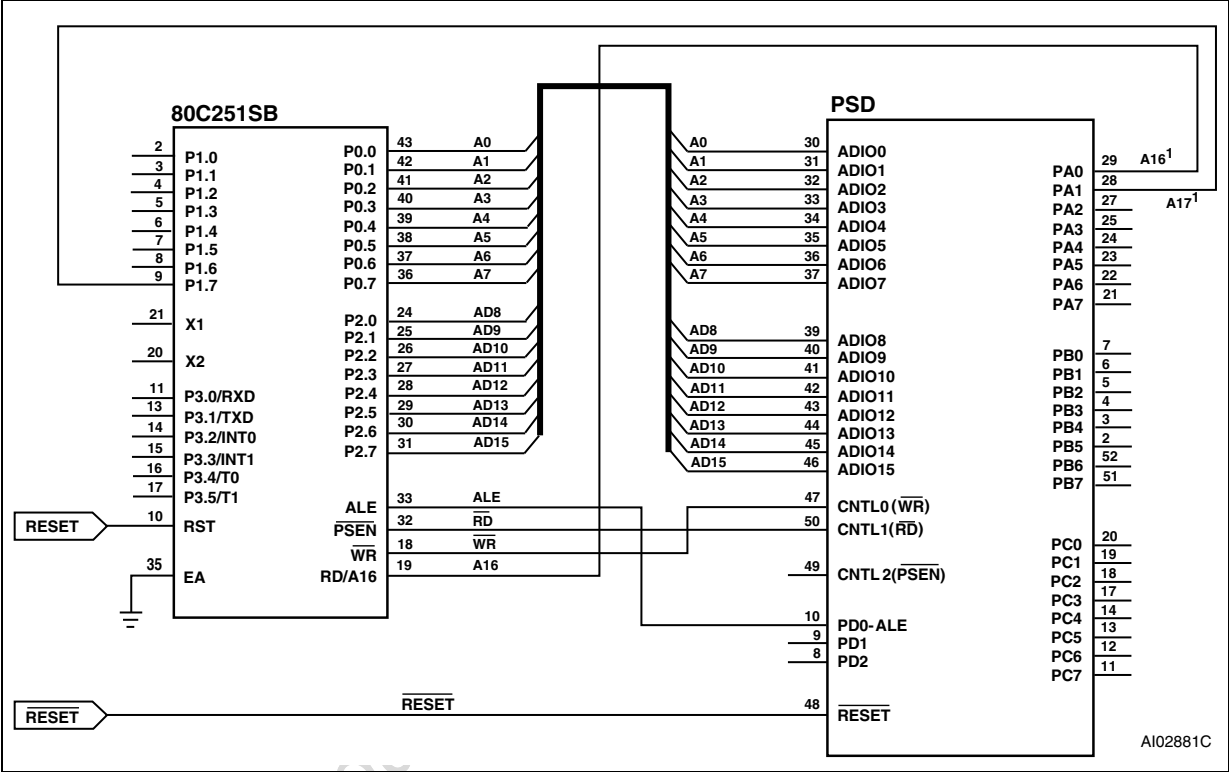 80C251SB
2 P1.0
3 P1.1
4 P1.2
5 P1.3
6 P1.4
7 P1.5
8 P1.6
9 P1.7
21 X1
20 X2
11 P3.0/RXD
13 P3.1/TXD
14 P3.2/INT0
15 P3.3/INT1
16 P3.4/T0
17 P3.5/T1
RESET 10 RST
35 EA
P0.0 43 A0
P0.1 42 A1
P0.2 41 A2
P0.3 40 A3
P0.4 39 A4
P0.5 38 A5
P0.6 37 A6
P0.7 36 A7
P2.0 24 AD8
P2.1 25 AD9
P2.2 26 AD10
P2.3 27 AD11
P2.4 28 AD12
P2.5 29 AD13
P2.6 30 AD14
P2.7 31 AD15
ALE 33 ALE
PSEN 32 RD
WR 18 WR
RD/A16 19 A16
PSD
A0 30 ADIO0
A1 31 ADIO1
A2 32 ADIO2
A3 33 ADIO3
A4 34 ADIO4
A5 35 ADIO5
A6 36 ADIO6
A7 37 ADIO7
AD8 39 ADIO8
AD9 40 ADIO9
AD10 41 ADIO10
AD11 42 ADIO11
AD12 43 ADIO12
AD13 44 ADIO13
AD14 45 ADIO14
AD15 46 ADIO15
47 CNTL0(WR)
50 CNTL1(RD)
49 CNTL 2(PSEN)
10 PD0-ALE
9 PD1
8 PD2
RESET RESET 48 RESET
PA0 29 A16¹
PA1 28 A17¹
PA2 27
PA3 25
PA4 24
PA5 23
PA6 22
PA7 21
PB0 7
PB1 6
PB2 5
PB3 4
PB4 3
PB5 2
PB6 52
PB7 51
PC0 20
PC1 19
PC2 18
PC3 17
PC4 14
PC5 13
PC6 12
PC7 11
AI02881C